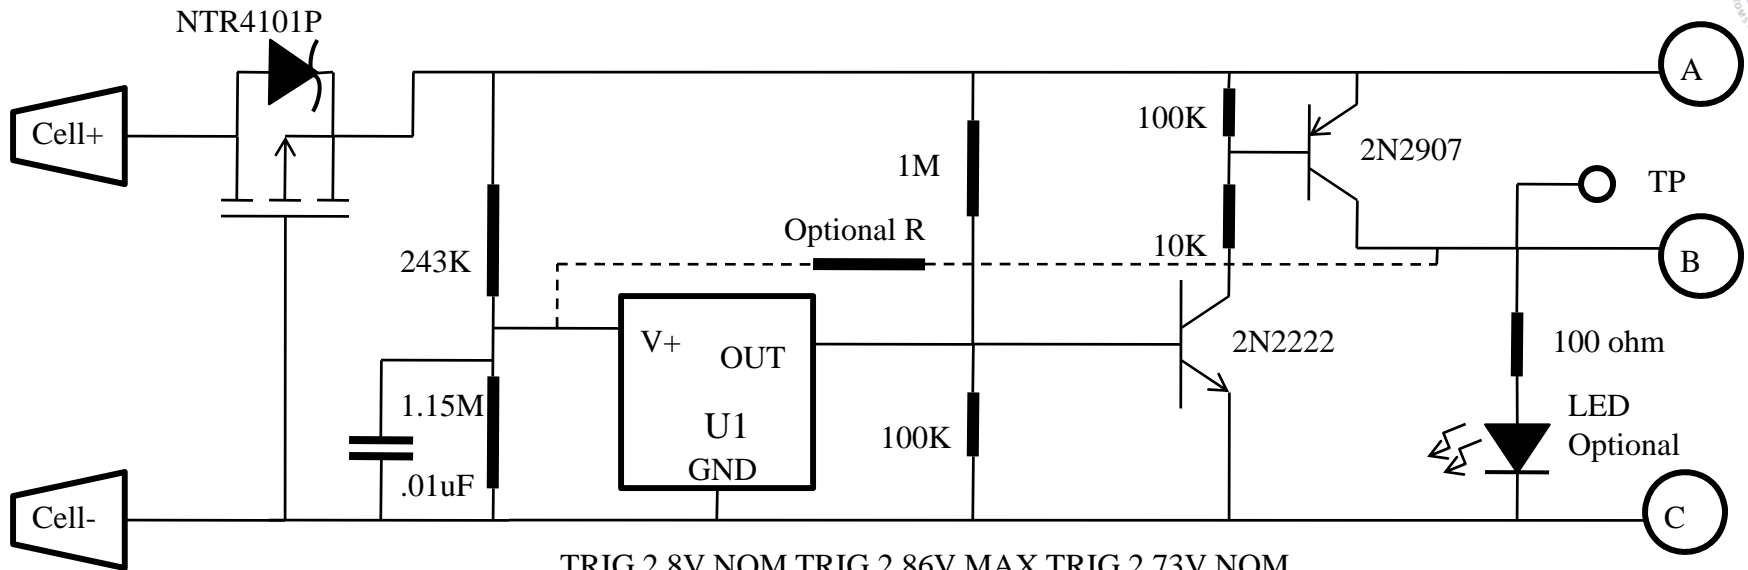 NTR4101P
A
Cell+
100K
2N2907
1M
TP
Optional R
243K
10K
B
V+
OUT
2N2222
100 ohm
1.15M
U1
100K
LED
Optional
GND
.01uF
Cell-
C
TRIG 2.8V NOM TRIG 2.86V MAX TRIG 2.73V NOM